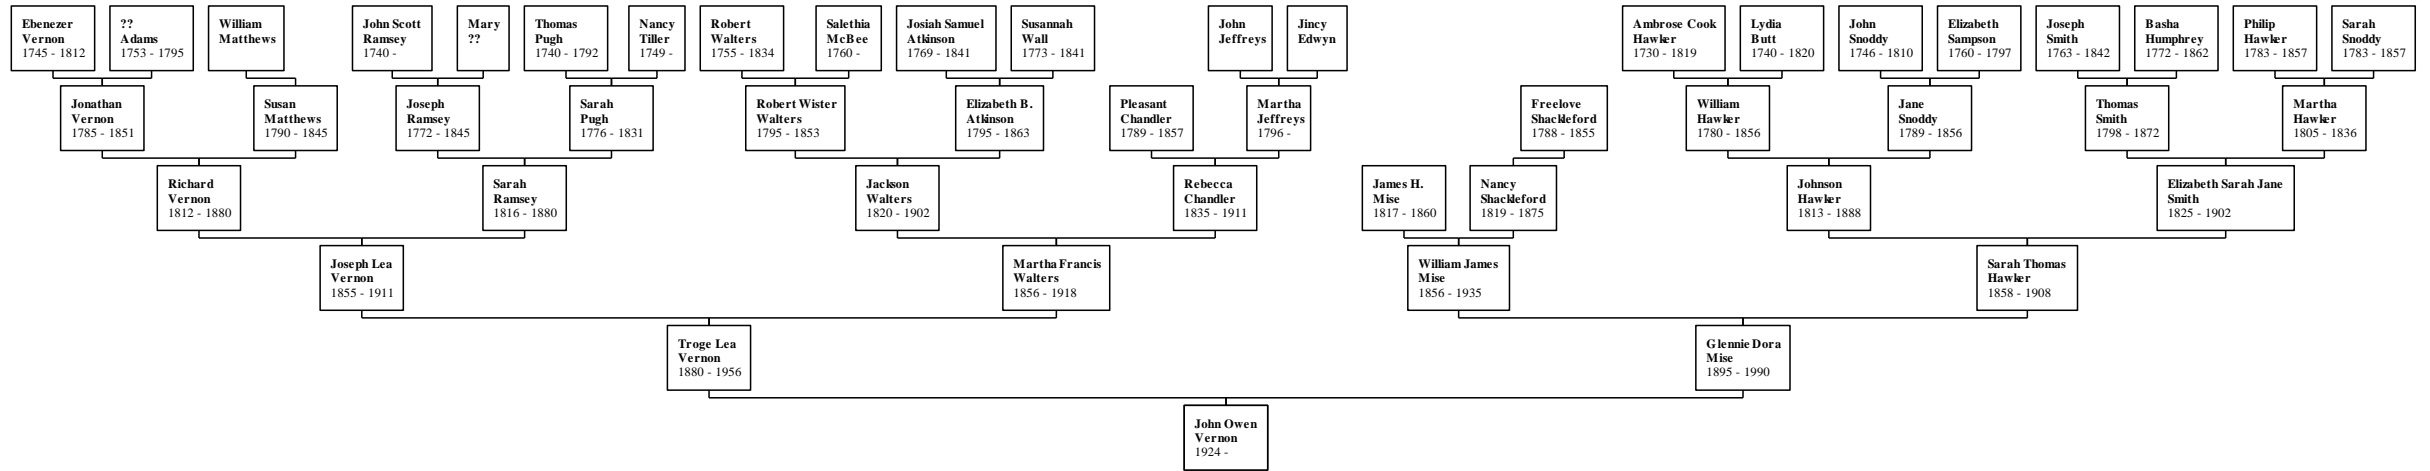 Ebenezer
Vernon
1745 - 1812
??
Adams
1753 - 1795
William
Matthews
John Scott
Ramsey
1740 -
Mary
??
Thomas
Pugh
1740 - 1792
Nancy
Tiller
1749 -
Robert
Walters
1755 - 1834
Salethia
McBee
1760 -
Josiah Samuel
Atkinson
1769 - 1841
Susannah
Wall
1773 - 1841
John
Jeffreys
Jincy
Edwyn
Ambrose Cook
Hawker
1730 - 1819
Lydia
Butt
1740 - 1820
John
Snoddy
1746 - 1810
Elizabeth
Sampson
1760 - 1797
Joseph
Smith
1763 - 1842
Basha
Humphrey
1772 - 1862
Philip
Hawker
1783 - 1857
Sarah
Snoddy
1783 - 1857
Jonathan
Vernon
1785 - 1851
Susan
Matthews
1790 - 1845
Joseph
Ramsey
1772 - 1845
Sarah
Pugh
1776 - 1831
Robert Wister
Walters
1795 - 1853
Elizabeth B.
Atkinson
1795 - 1863
Pleasant
Chandler
1789 - 1857
Martha
Jeffreys
1796 -
Freelove
Shackleford
1788 - 1855
William
Hawker
1780 - 1856
Jane
Snoddy
1789 - 1856
Thomas
Smith
1798 - 1872
Martha
Hawker
1805 - 1836
Richard
Vernon
1812 - 1880
Sarah
Ramsey
1816 - 1880
Jackson
Walters
1820 - 1902
Rebecca
Chandler
1835 - 1911
James H.
Mise
1817 - 1860
Nancy
Shackleford
1819 - 1875
Johnson
Hawker
1813 - 1888
Elizabeth Sarah Jane
Smith
1825 - 1902
Joseph Lea
Vernon
1855 - 1911
Martha Francis
Walters
1856 - 1918
William James
Mise
1856 - 1935
Sarah Thomas
Hawker
1858 - 1908
Troge Lea
Vernon
1880 - 1956
Glennie Dora
Mise
1895 - 1990
John Owen
Vernon
1924 -